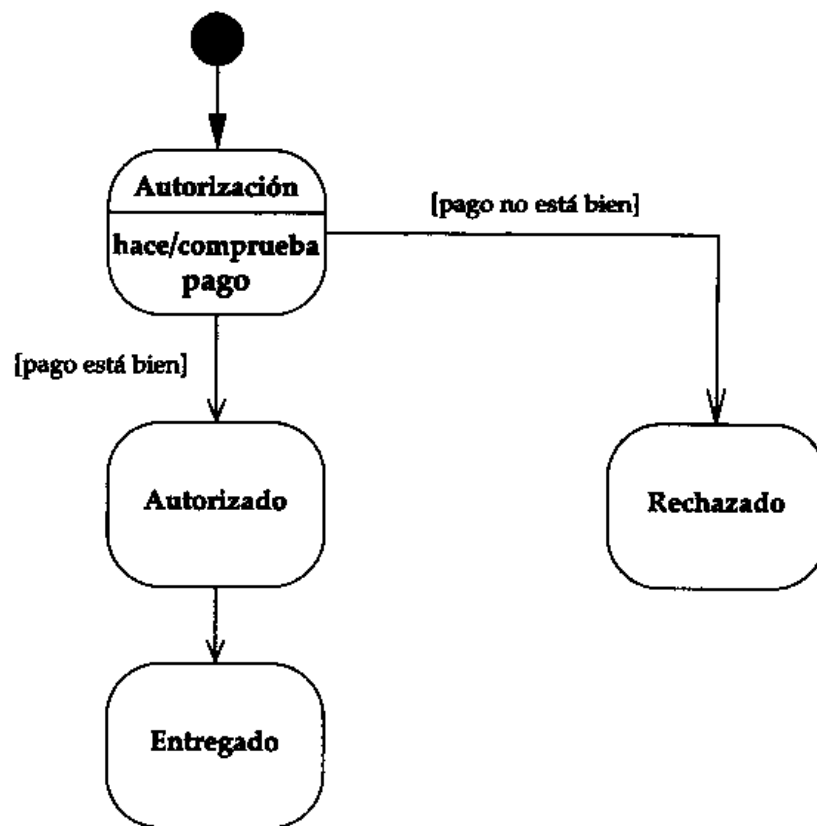 Autorización
[pago no está bien]
hace/comprueba
pago
[pago está bien]
Autorizado
Rechazado
Entregado